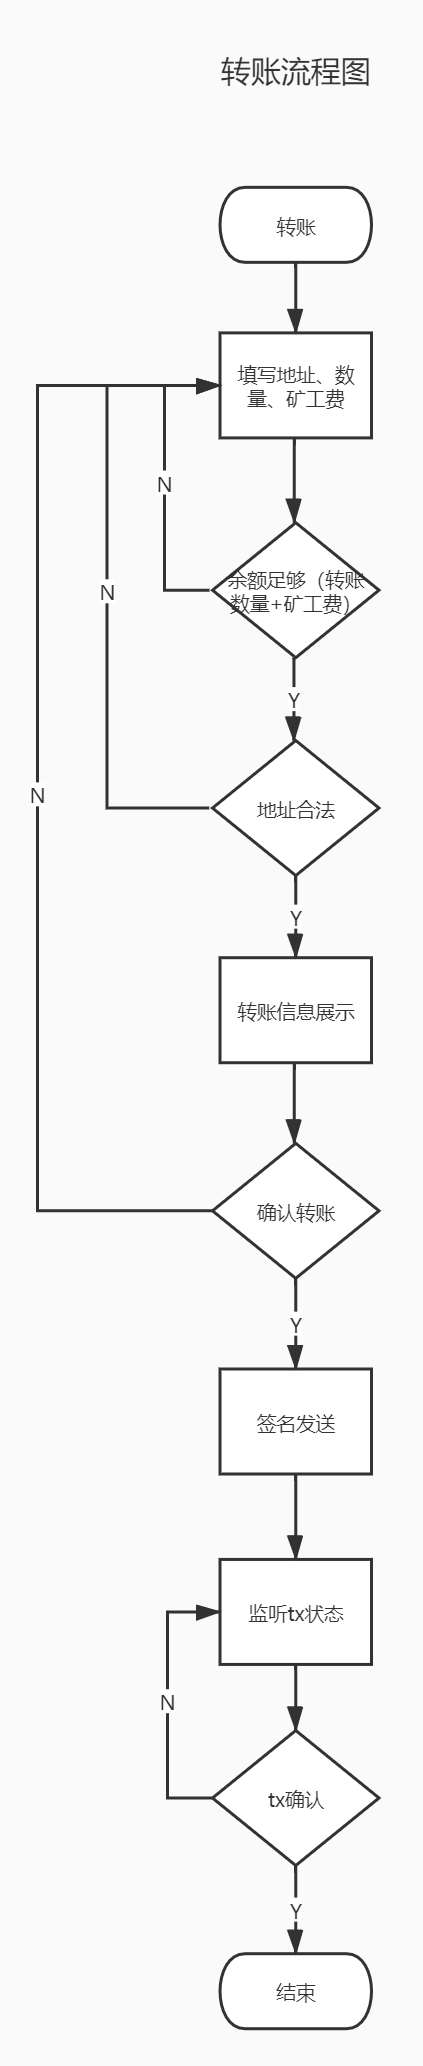 转账流程图
转账
填写地址、数
量、矿工费
N
余额足够（转账
数量+矿工费）
N
Y
N
地址合法
Y
转账信息展示
确认转账
Y
签名发送
监听tx状态
N
tx确认
Y
结束